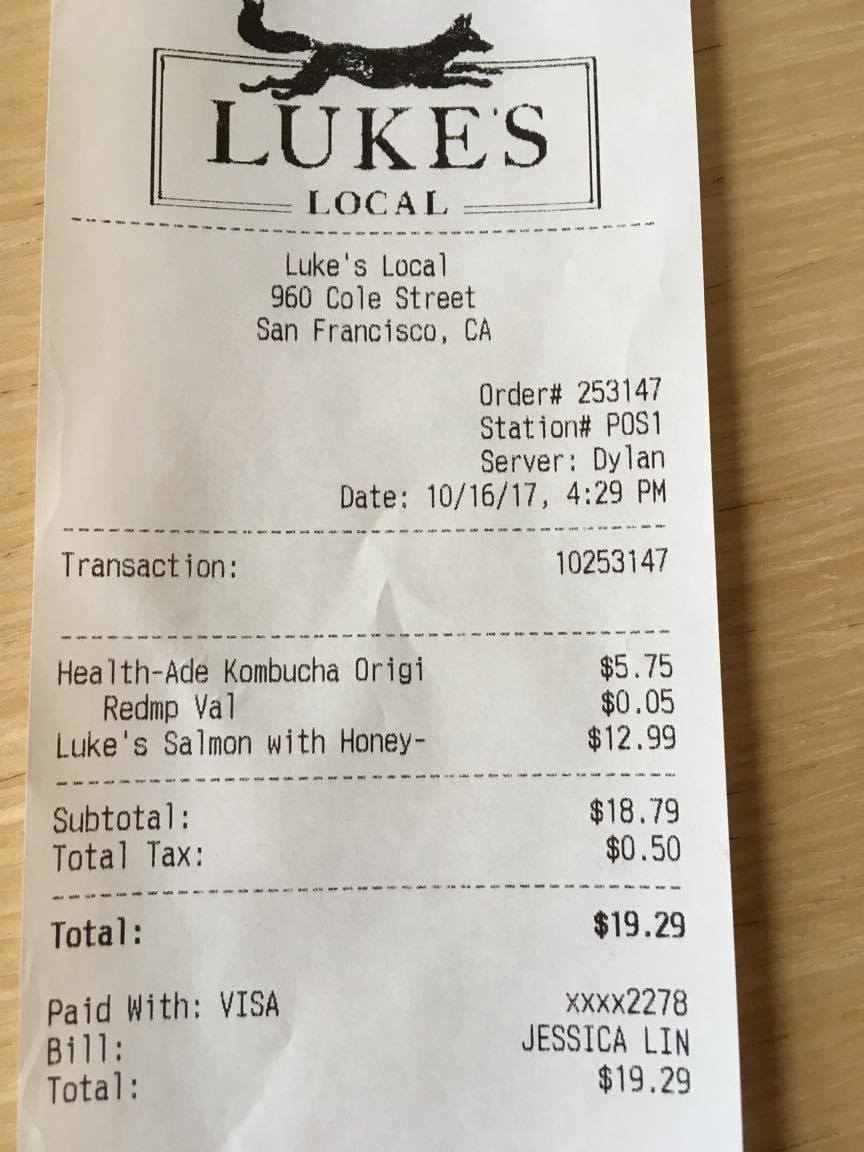 LUKE'S
LOCAL
Luke's Local
960 Cole Street
San Francisco, CA
Order# 253147
Station# POS1
Server: Dylan
Date: 10/16/17, 4:29 PM
Transaction: 10253147
Health-Ade Kombucha Origi $5.75
Redmp Val $0.05
Luke's Salmon with Honey- $12.99
Subtotal: $18.79
Total Tax: $0.50
Total: $19.29
Paid With: VISA xxxx2278
Bill: JESSICA LIN
Total: $19.29